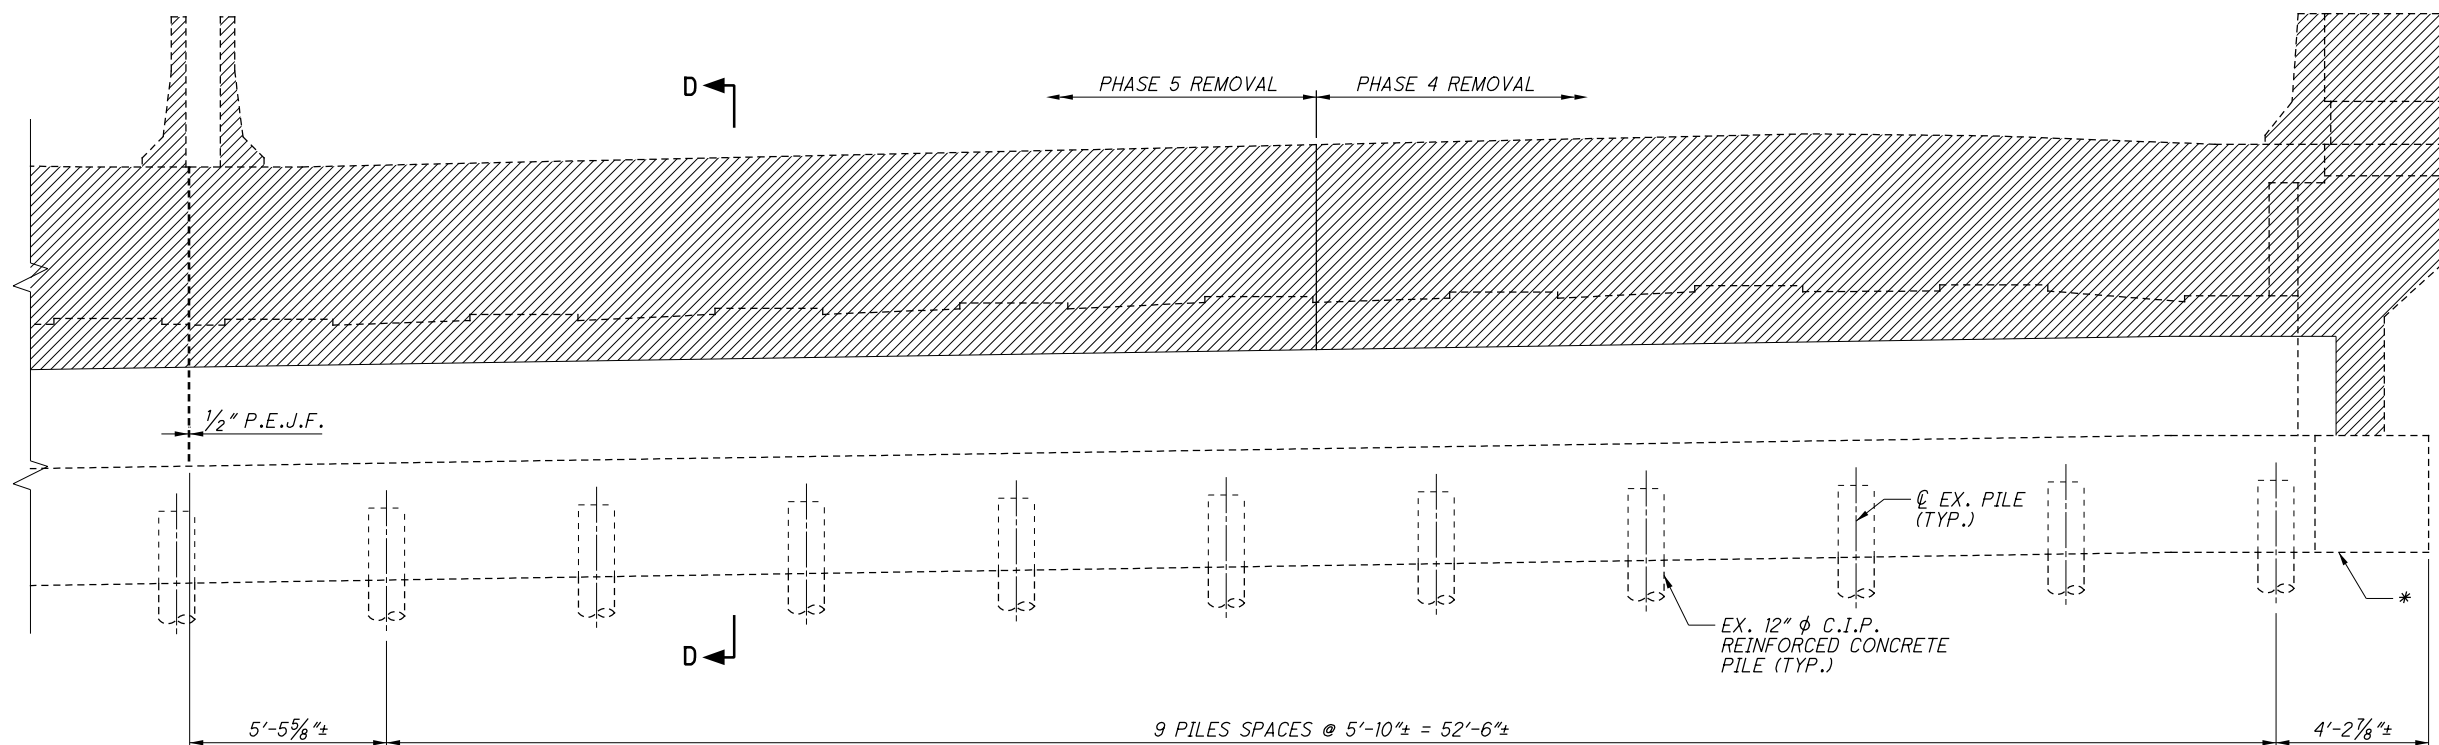 D
PHASE 5 REMOVAL
PHASE 4 REMOVAL
1/2" P.E.J.F.
℄ EX. PILE
(TYP.)
*
EX. 12" ϕ C.I.P.
REINFORCED CONCRETE
PILE (TYP.)
D
5'-5 5/8"±
9 PILES SPACES @ 5'-10"± = 52'-6"±
4'-2 7/8"±